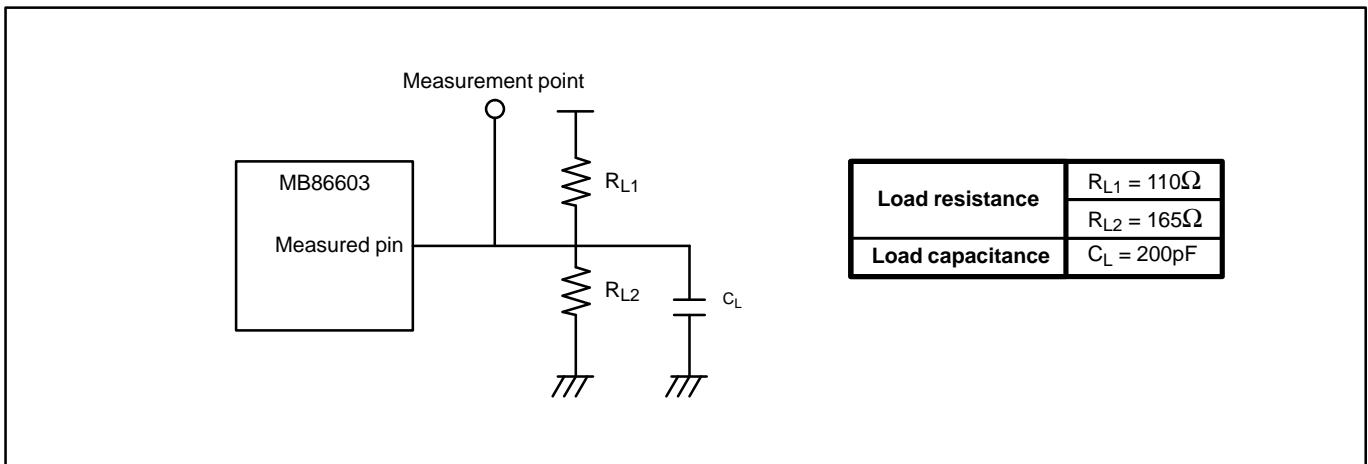 Measurement point
MB86603
Measured pin
RL1
RL2
CL
Load resistance
RL1 = 110Ω
RL2 = 165Ω
Load capacitance
CL = 200pF